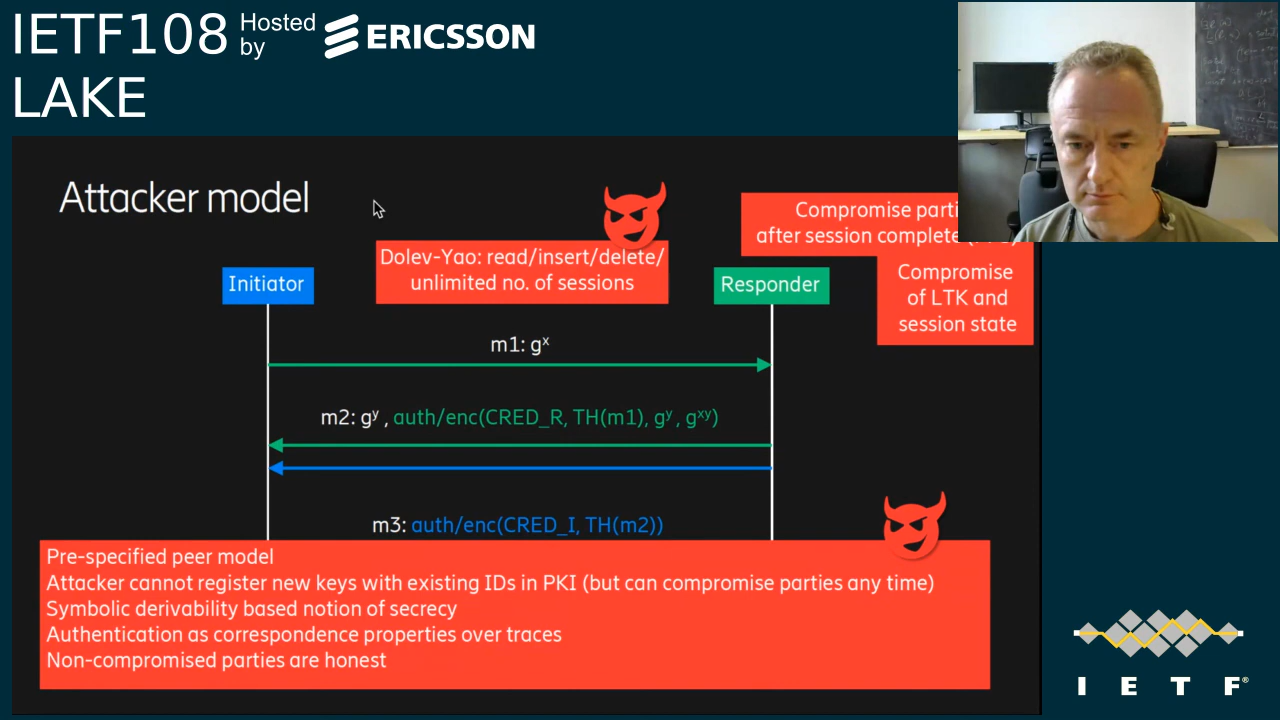 IETF108 Hosted by ERICSSON
LAKE
Attacker model
Compromise
after session complete
Dolev-Yao: read/insert/delete/
unlimited no. of sessions
Compromise
of LTK and
session state
Initiator
Responder
m1: gˣ
m2: gʸ , auth/enc(CRED_R, TH(m1), gʸ , gˣʸ)
m3: auth/enc(CRED_I, TH(m2))
Pre-specified peer model
Attacker cannot register new keys with existing IDs in PKI (but can compromise parties any time)
Symbolic derivability based notion of secrecy
Authentication as correspondence properties over traces
Non-compromised parties are honest
I E T F®